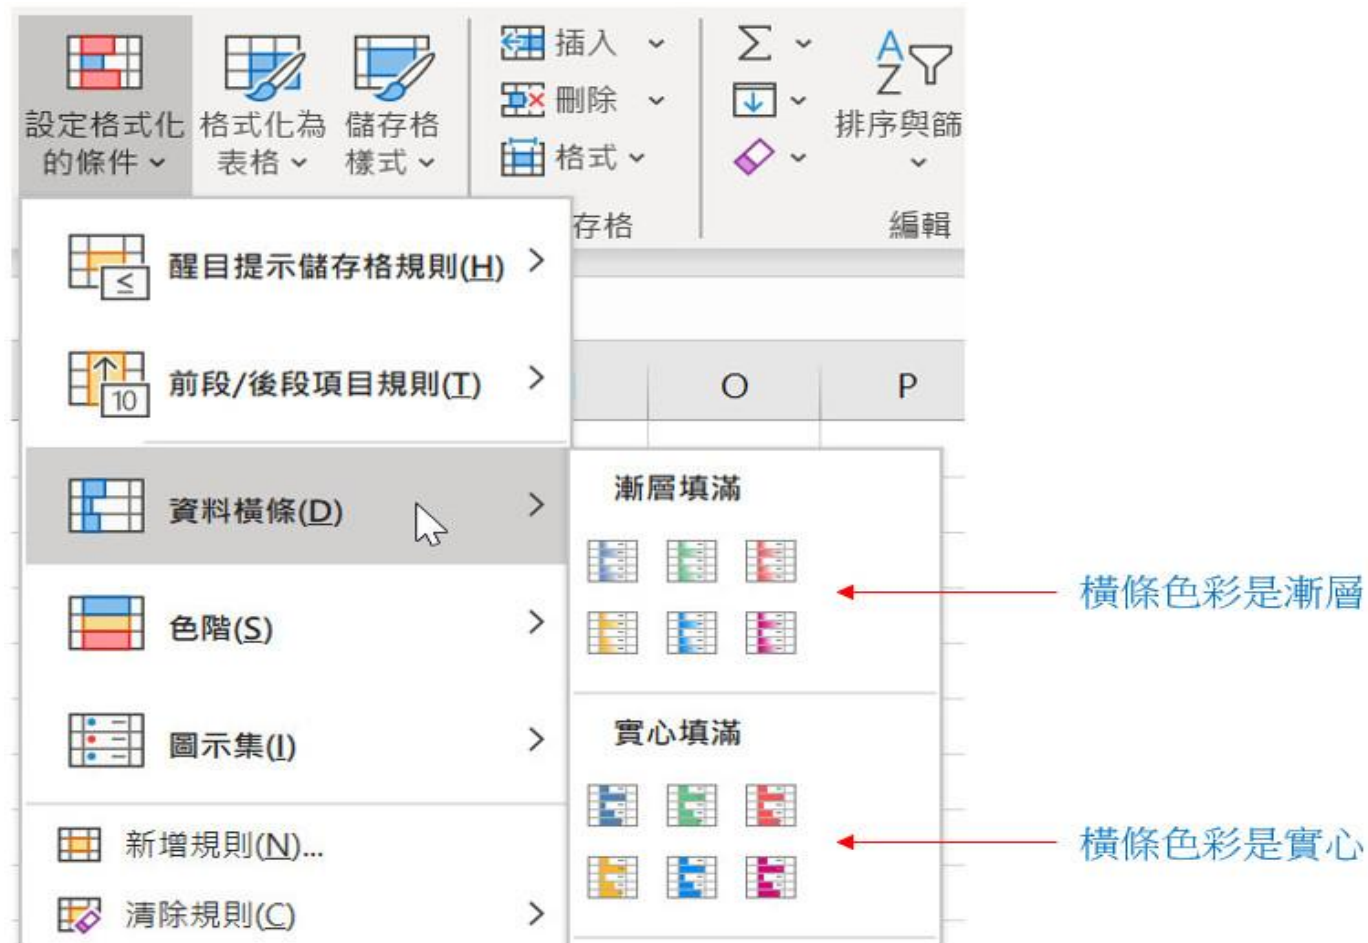 設定格式化
的條件
格式化為
表格
儲存格
樣式
插入
刪除
格式
存格
排序與篩
編輯
醒目提示儲存格規則(H)
前段/後段項目規則(T)
10
O
P
資料橫條(D)
色階(S)
圖示集(I)
新增規則(N)...
清除規則(C)
漸層填滿
橫條色彩是漸層
實心填滿
橫條色彩是實心